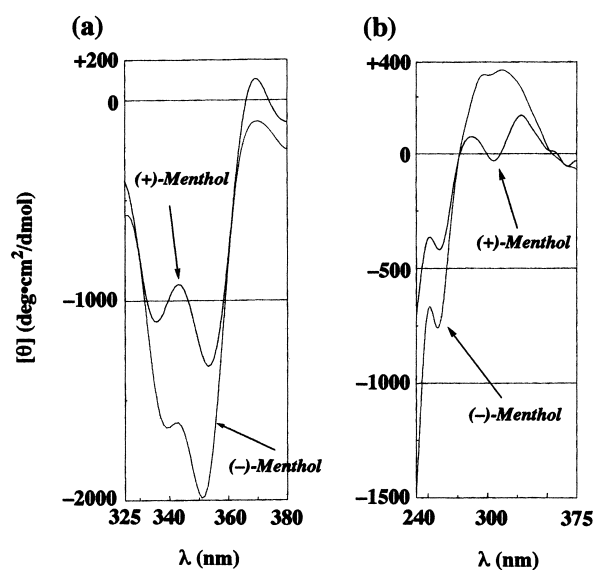 (a)
+200
0
−1000
−2000
325
340
360
380
λ (nm)
[θ] (deg•cm²/dmol)
(+)-Menthol
(−)-Menthol
(b)
+400
0
−500
−1000
−1500
240
300
375
λ (nm)
(+)-Menthol
(−)-Menthol